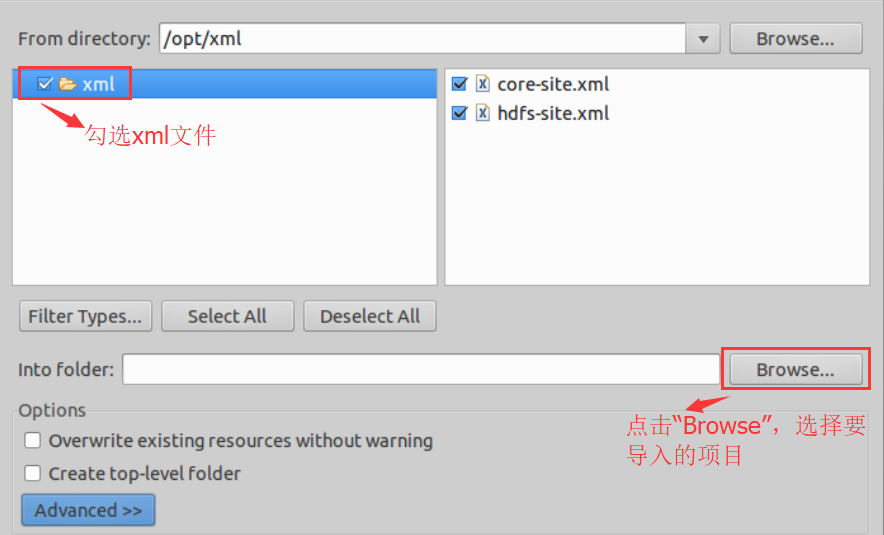 From directory: /opt/xml Browse...
xml
core-site.xml
hdfs-site.xml
勾选xml文件
Filter Types... Select All Deselect All
Into folder: Browse...
Options
点击“Browse”，选择要
导入的项目
Overwrite existing resources without warning
Create top-level folder
Advanced >>